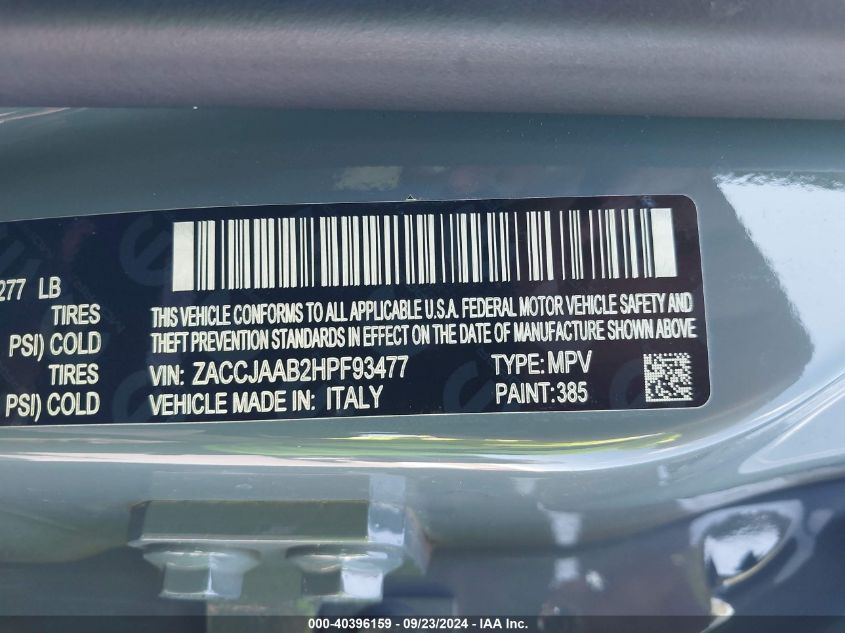 277 LB
TIRES
PSI) COLD
TIRES
PSI) COLD
THIS VEHICLE CONFORMS TO ALL APPLICABLE U.S.A. FEDERAL MOTOR VEHICLE SAFETY AND
THEFT PREVENTION STANDARDS IN EFFECT ON THE DATE OF MANUFACTURE SHOWN ABOVE
VIN: ZACCJAAB2HPF93477 TYPE: MPV
VEHICLE MADE IN: ITALY PAINT: 385
000-40396159 - 09/23/2024 - IAA Inc.